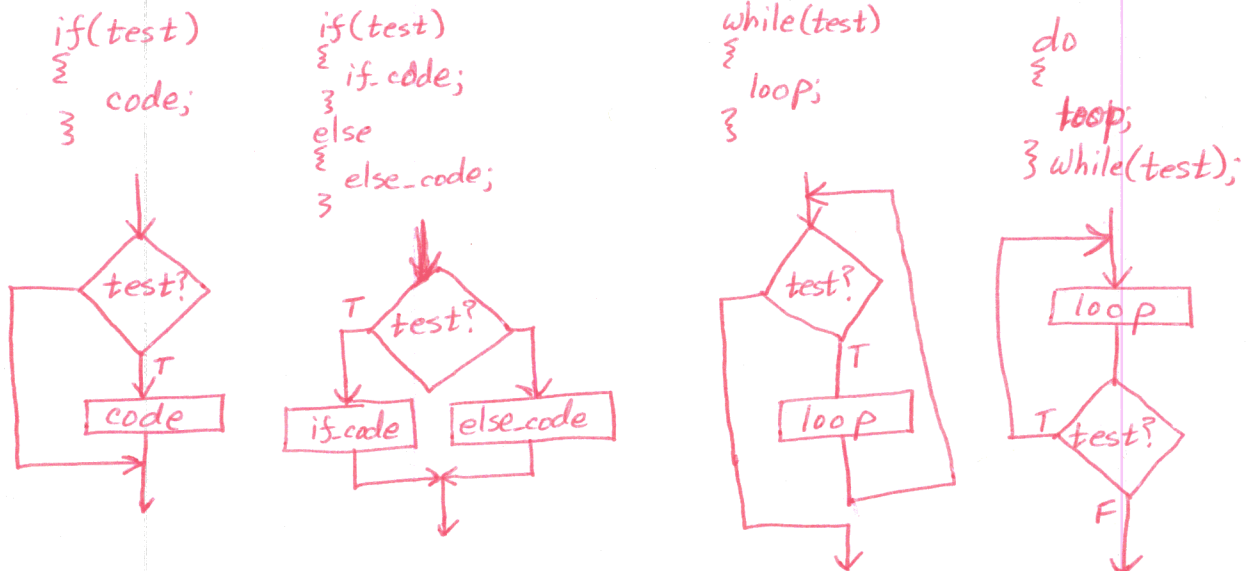 if(test)
{
code;
}
test?
T
code
if(test)
{
if_code;
}
else
{
else_code;
}
T
test?
if_code
else_code
while(test)
{
loop;
}
test?
T
loop
do
{
loop;
} while(test);
loop
T
test?
F